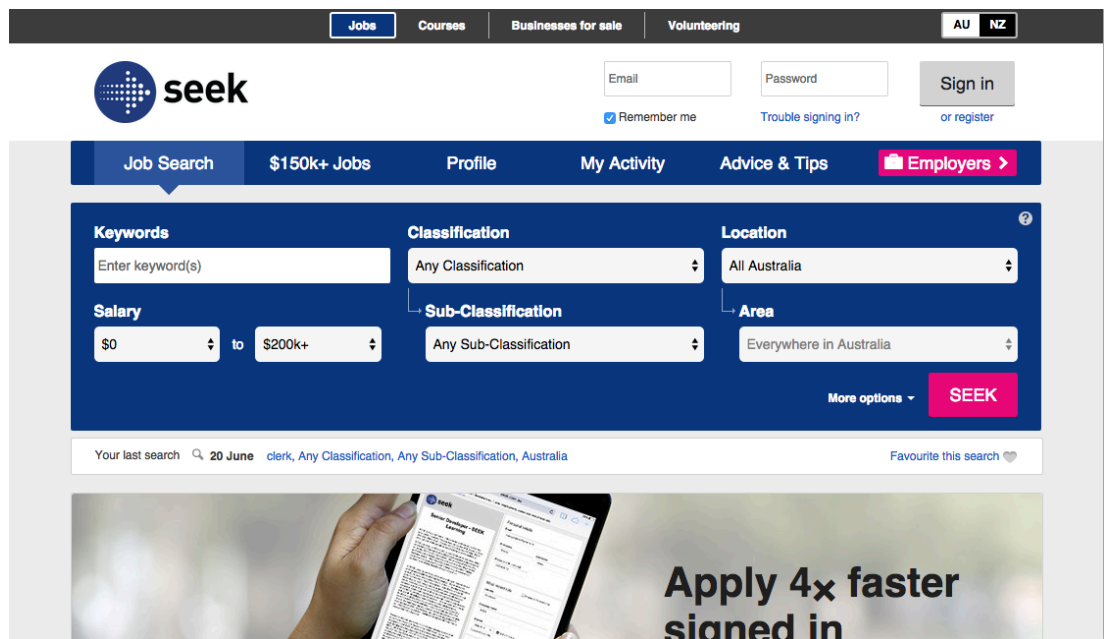 Jobs Courses Businesses for sale Volunteering AU NZ
seek Email Password Sign in
Remember me Trouble signing in? or register
Job Search $150k+ Jobs Profile My Activity Advice & Tips Employers
?
Keywords Classification Location
Enter keyword(s) Any Classification All Australia
Salary Sub-Classification Area
$0 to $200k+ Any Sub-Classification Everywhere in Australia
More options SEEK
Your last search 20 June clerk, Any Classification, Any Sub-Classification, Australia Favourite this search
seek
Senior Developer - SEEK
Learning
Apply 4x faster
signed in